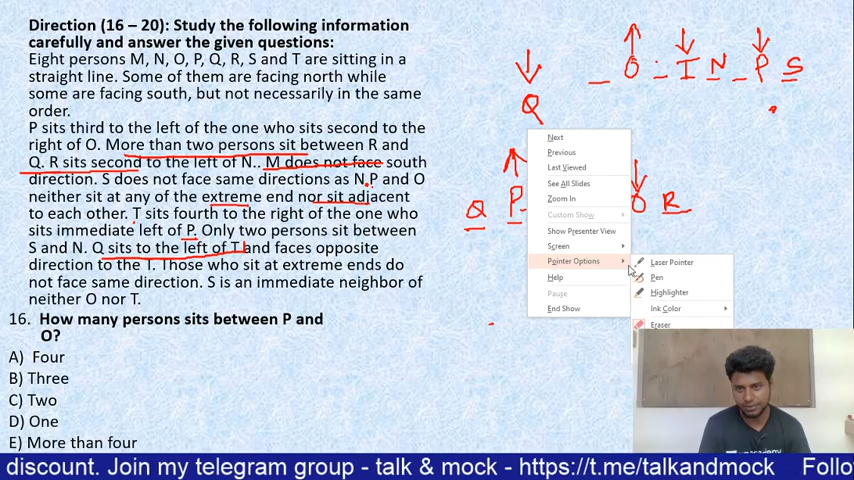 Direction (16 – 20): Study the following information
carefully and answer the given questions:
Eight persons M, N, O, P, Q, R, S and T are sitting in a
straight line. Some of them are facing north while
some are facing south, but not necessarily in the same
order.
P sits third to the left of the one who sits second to the
right of O. More than two persons sit between R and
Q. R sits second to the left of N.. M does not face south
direction. S does not face same directions as N.P and O
neither sit at any of the extreme end nor sit adjacent
to each other. T sits fourth to the right of the one who
sits immediate left of P. Only two persons sit between
S and N. Q sits to the left of T and faces opposite
direction to the T. Those who sit at extreme ends do
not face same direction. S is an immediate neighbor of
neither O nor T.
16. How many persons sits between P and
O?
A) Four
B) Three
C) Two
D) One
E) More than four
O T N P S
Q
Q P O R
Next
Previous
Last Viewed
See All Slides
Zoom In
Custom Show
Show Presenter View
Screen
Pointer Options
Help
Pause
End Show
Laser Pointer
Pen
Highlighter
Ink Color
Eraser
discount. Join my telegram group - talk & mock - https://t.me/talkandmock Follo